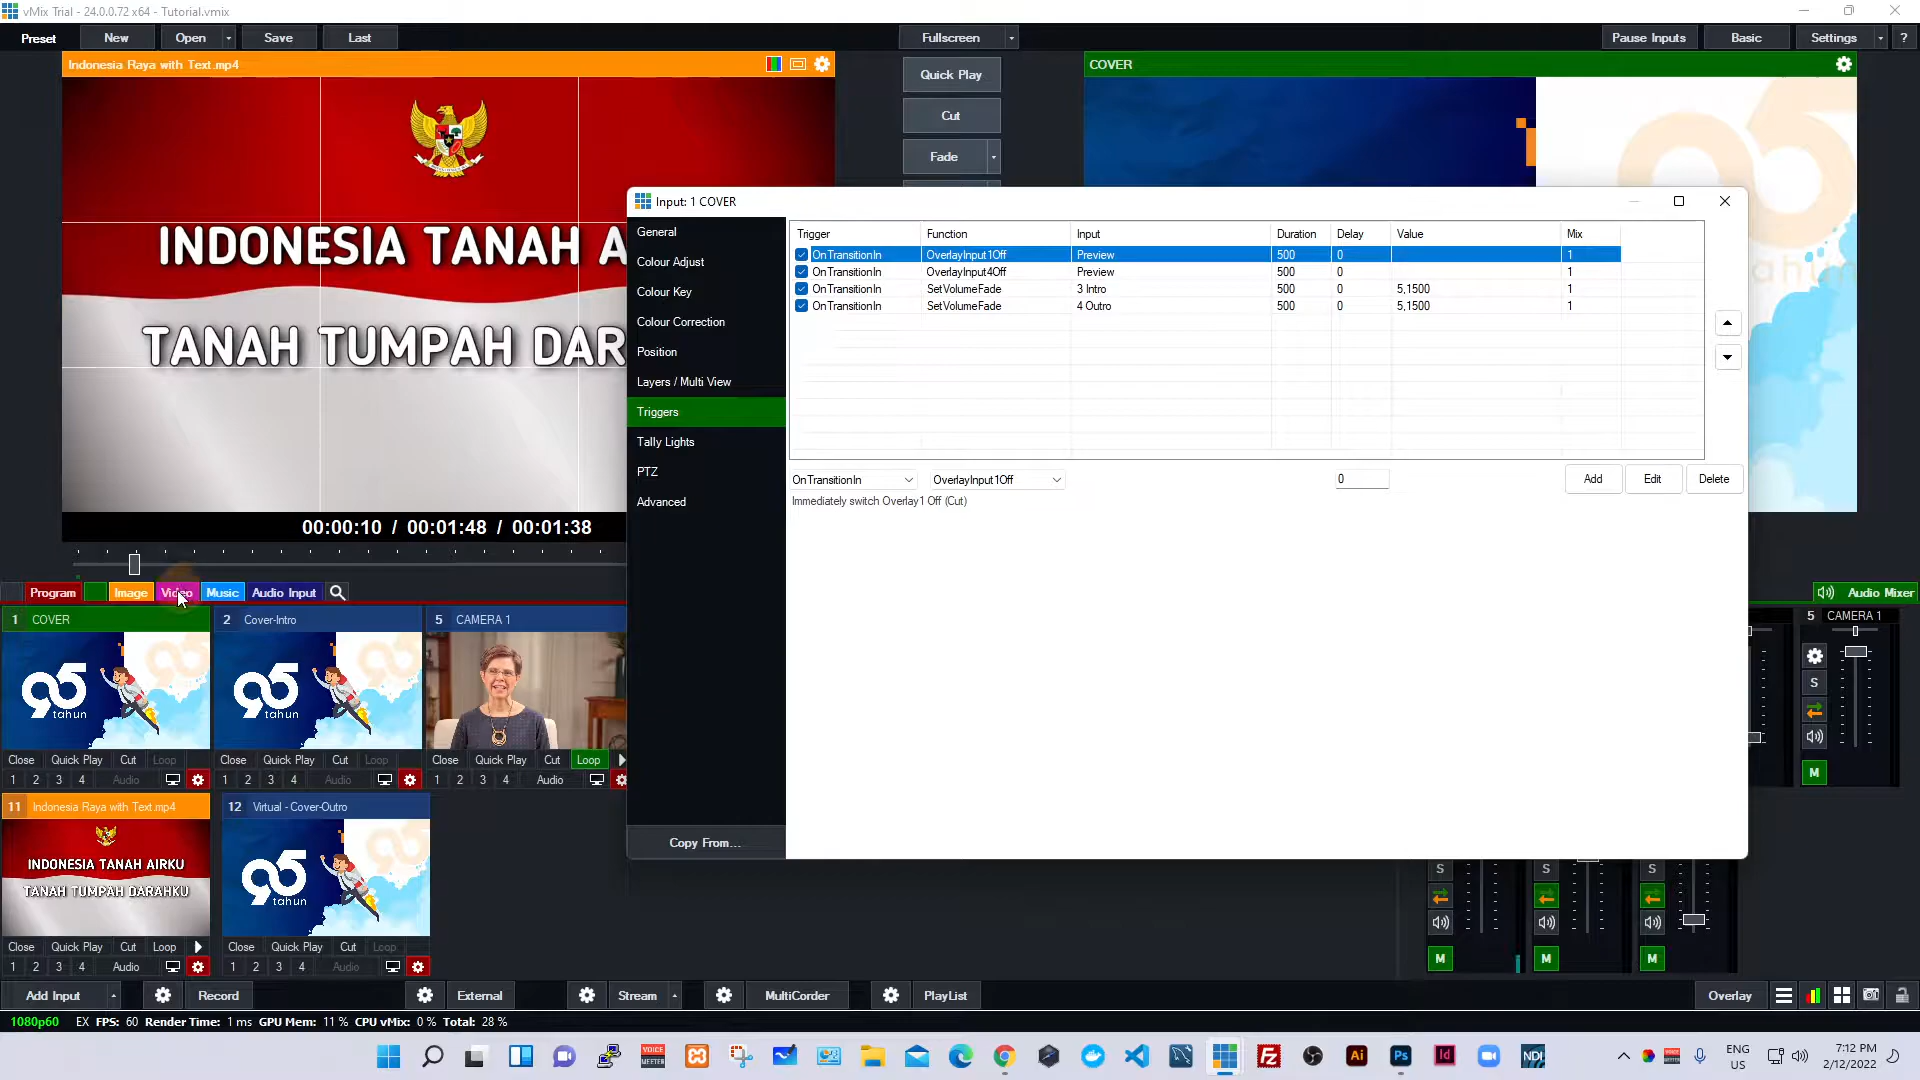 vMix Trial - 24.0.0.72 x64 - Tutorial.vmix
Preset New Open Save Last Fullscreen Pause Inputs Basic Settings ?
Indonesia Raya with Text.mp4
COVER
Quick Play
Cut
Fade
INDONESIA TANAH A
TANAH TUMPAH DAR
00:00:10 / 00:01:48 / 00:01:38
Input: 1 COVER
General
Colour Adjust
Colour Key
Colour Correction
Position
Layers / Multi View
Triggers
Tally Lights
PTZ
Advanced
Copy From...
Trigger Function Input Duration Delay Value Mix
OnTransitionIn OverlayInput1Off Preview 500 0 1
OnTransitionIn OverlayInput4Off Preview 500 0 1
OnTransitionIn SetVolumeFade 3 Intro 500 0 5,1500 1
OnTransitionIn SetVolumeFade 4 Outro 500 0 5,1500 1
OnTransitionIn OverlayInput1Off 0 Add Edit Delete
Immediately switch Overlay1 Off (Cut)
Program Image Video Music Audio Input Audio Mixer
1 COVER 2 Cover-Intro 5 CAMERA 1 5 CAMERA 1
95 tahun 95 tahun
Close Quick Play Cut Loop Close Quick Play Cut Loop Close Quick Play Cut Loop
1 2 3 4 Audio 1 2 3 4 Audio 1 2 3 4 Audio
S
M
11 Indonesia Raya with Text.mp4 12 Virtual - Cover-Outro
INDONESIA TANAH AIRKU
TANAH TUMPAH DARAHKU
95 tahun
Close Quick Play Cut Loop Close Quick Play Cut Loop
1 2 3 4 Audio 1 2 3 4 Audio
S S S
M M M
Add Input Record External Stream MultiCorder PlayList Overlay
1080p60 EX FPS: 60 Render Time: 1 ms GPU Mem: 11 % CPU vMix: 0 % Total: 28 %
VOICE MEETER
Ai Ps Id NDI
ENG
US
7:12 PM
2/12/2022